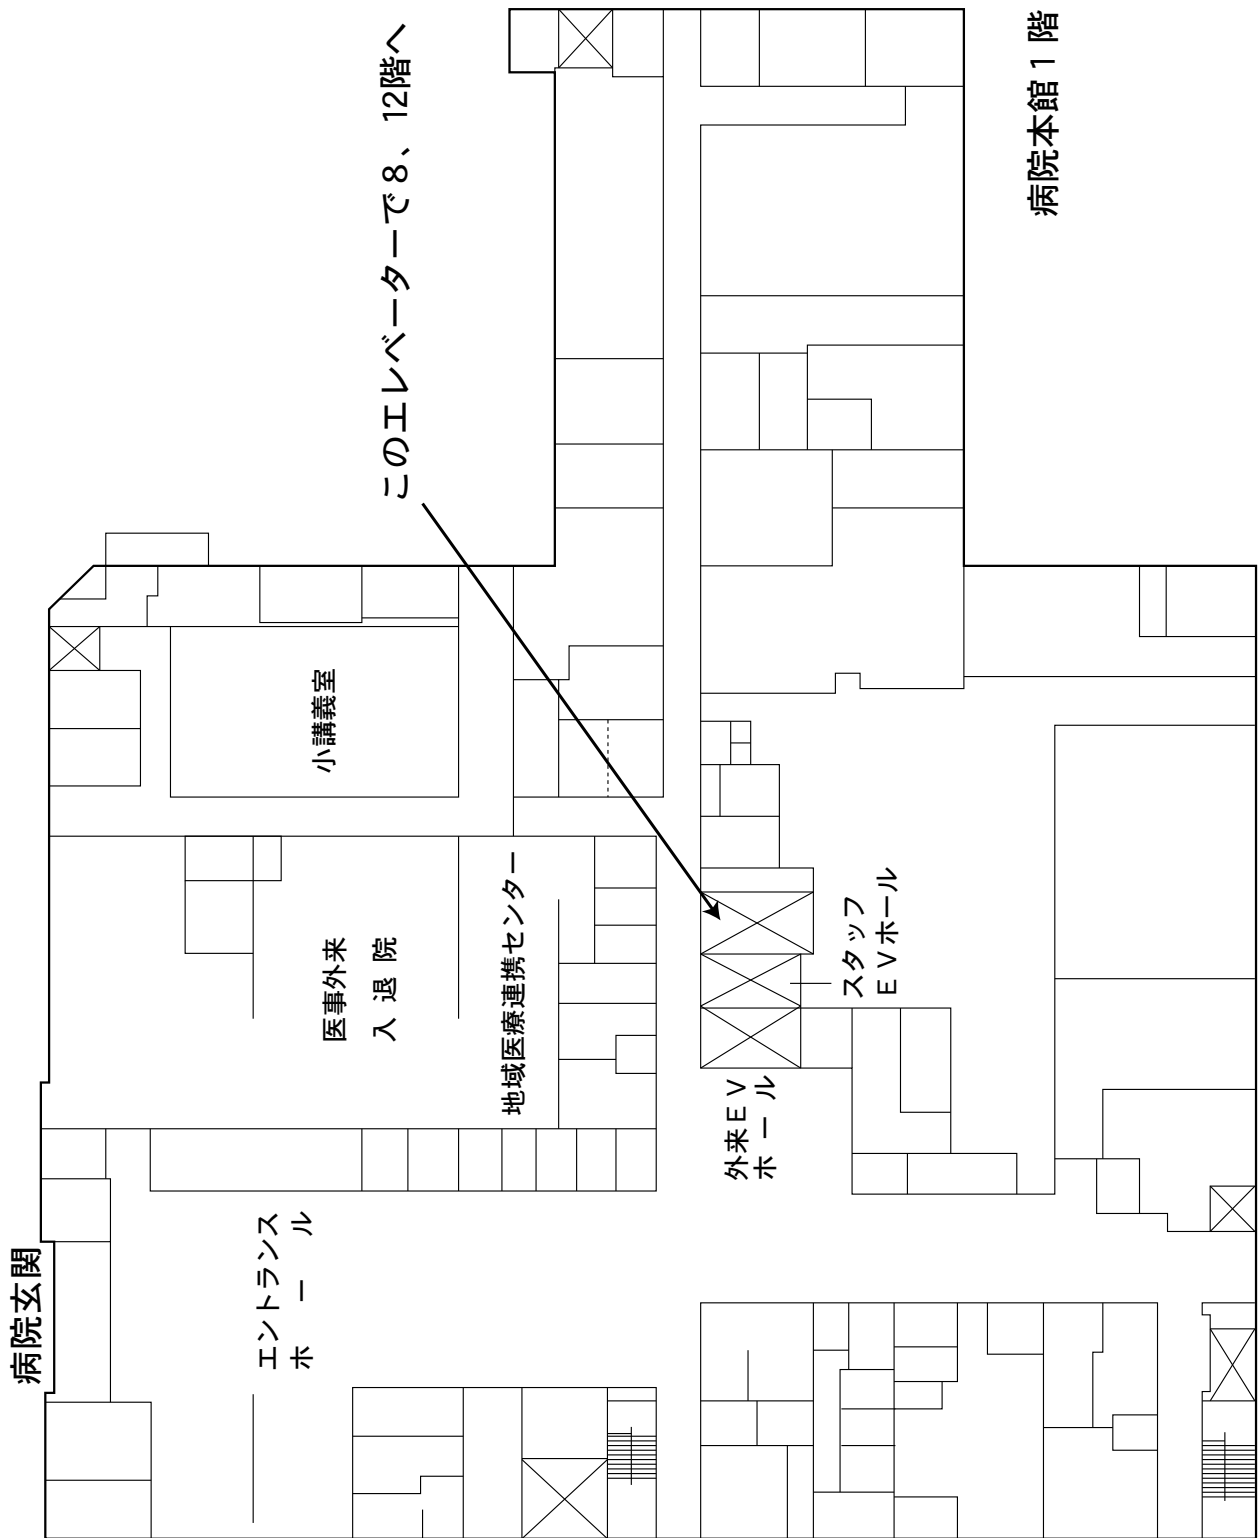 病院玄関
エントランス
ホール
医事外来
入退院
小講義室
地域医療連携センター
このエレベーターで8、12階へ
外来EV
ホール
スタッフ
EVホール
病院本館1階